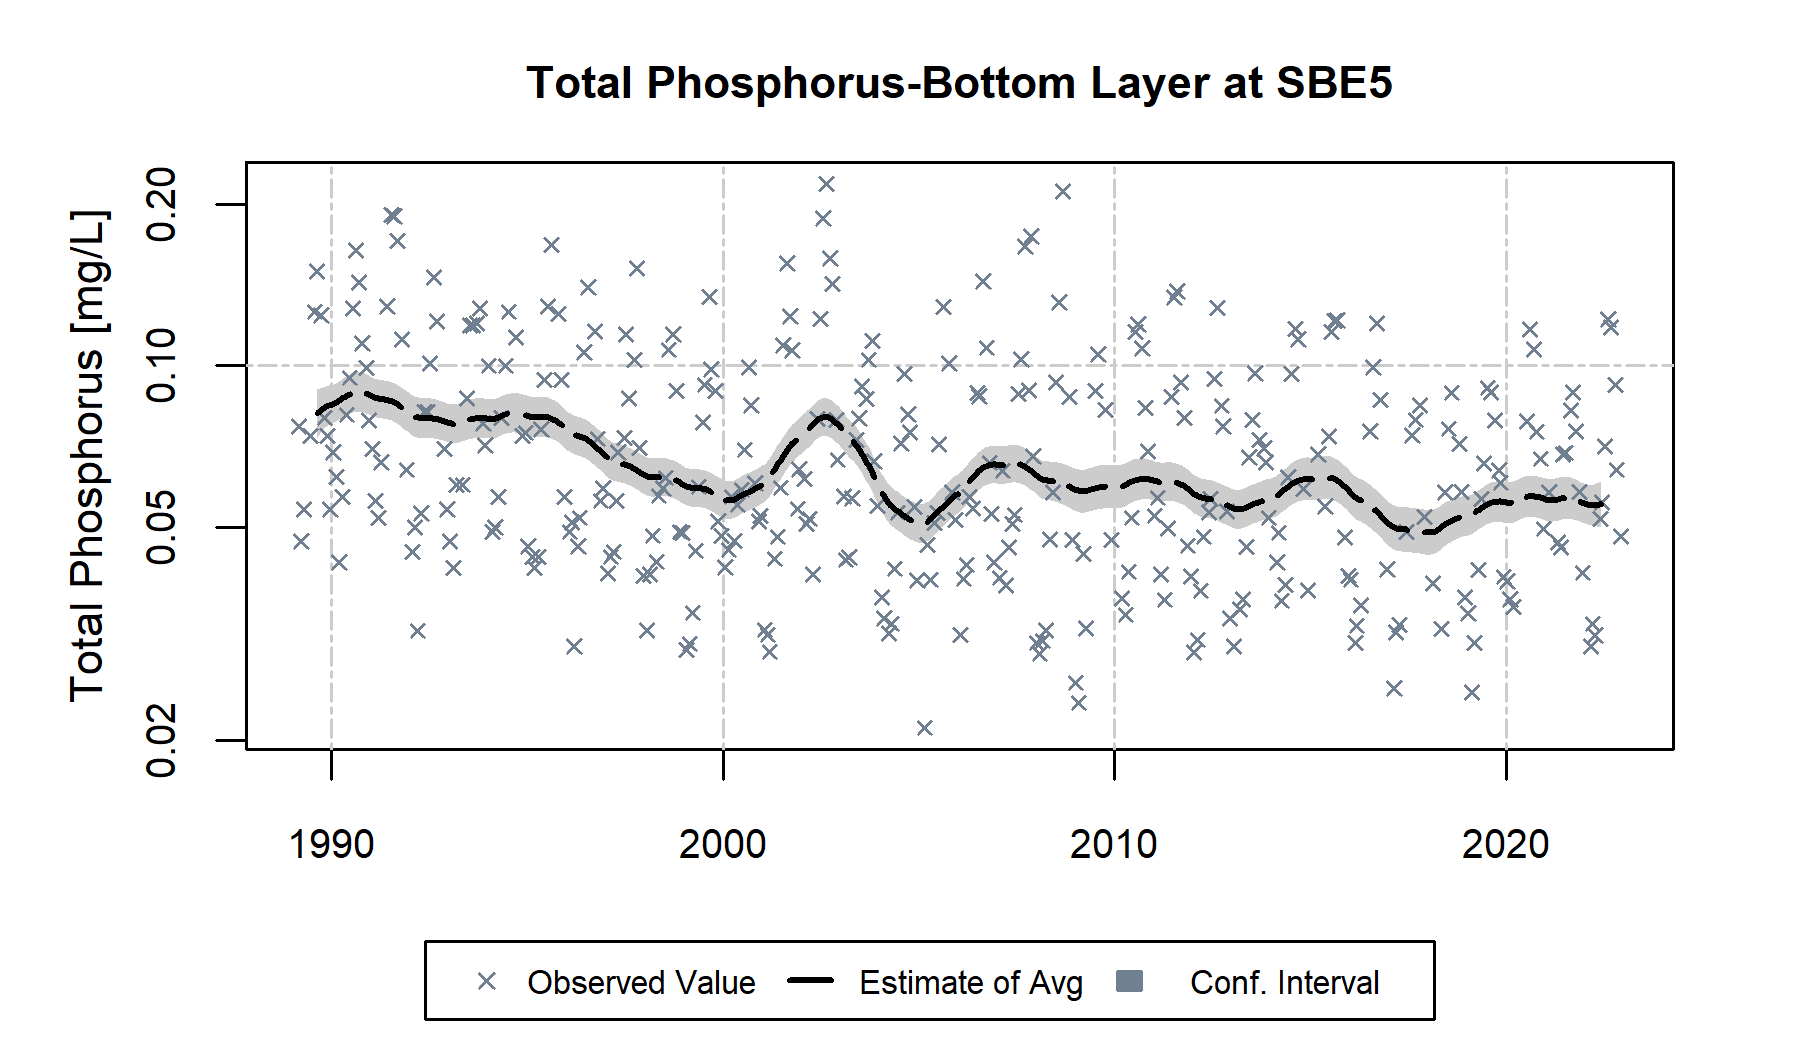 Total Phosphorus-Bottom Layer at SBE5
Total Phosphorus [mg/L]
0.20
0.10
0.05
0.02
1990 2000 2010 2020
Observed Value Estimate of Avg Conf. Interval